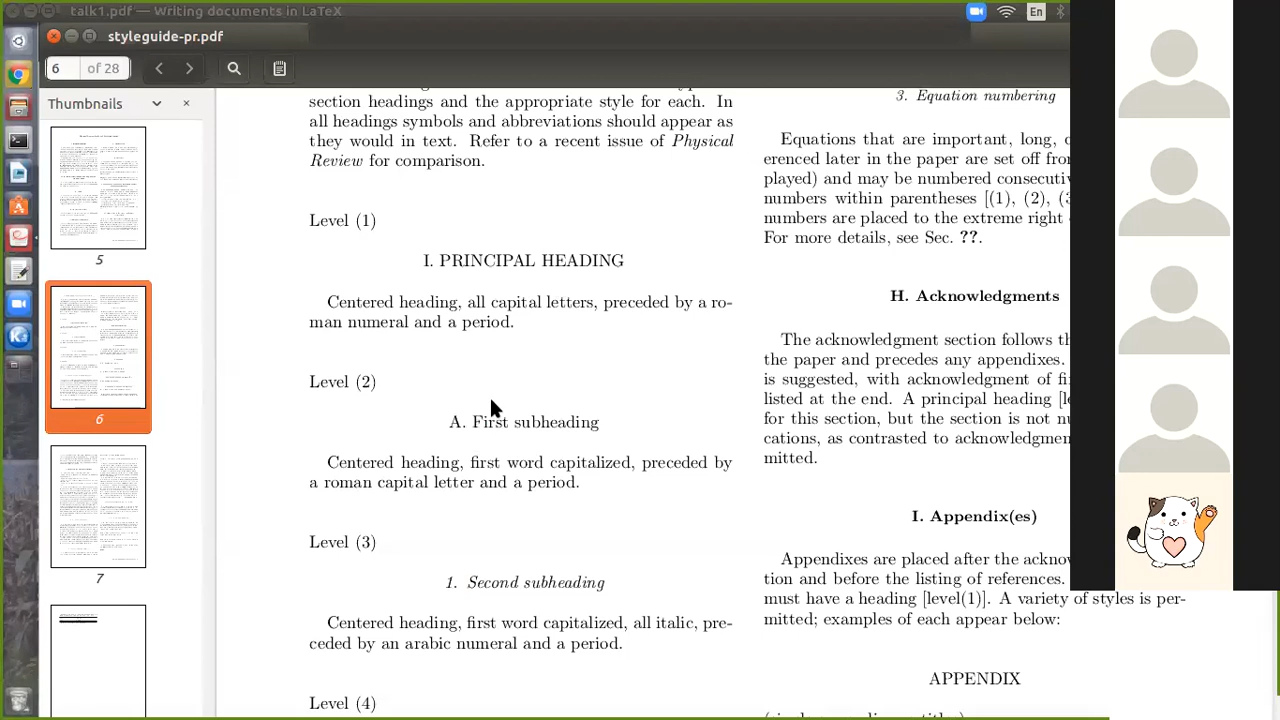 talk1.pdf — Writing documents in LaTeX
En
styleguide-pr.pdf
6 of 28
Thumbnails
5
6
7
section headings and the appropriate style for each. In
all headings symbols and abbreviations should appear as
they would in text. Refer to a recent issue of Physical
Review for comparison.
Level (1)
I. PRINCIPAL HEADING
Centered heading, all capital letters, preceded by a ro-
man numeral and a period.
Level (2)
A. First subheading
Centered heading, first word capitalized, preceded by
a roman capital letter and a period.
Level (3)
1. Second subheading
Centered heading, first word capitalized, all italic, pre-
ceded by an arabic numeral and a period.
Level (4)
3. Equation numbering
Equations that are important, long,
erenced later in the paper are set off
played) and may be numbered
numbers within parentheses [(1), (2),
numbers are placed to the extreme right
For more details, see Sec. ??.
H. Acknowledgments
The acknowledgment section follows
the paper and precedes any appendixes.
is suggested, with acknowledgment of
listed at the end. A principal heading
for this section, but the section is not
cations, as contrasted to
mitted.
I. Appendix(es)
Appendixes are placed after the
tion and before the listing of references.
must have a heading [level(1)]. A variety of styles is per-
mitted; examples of each appear below:
APPENDIX